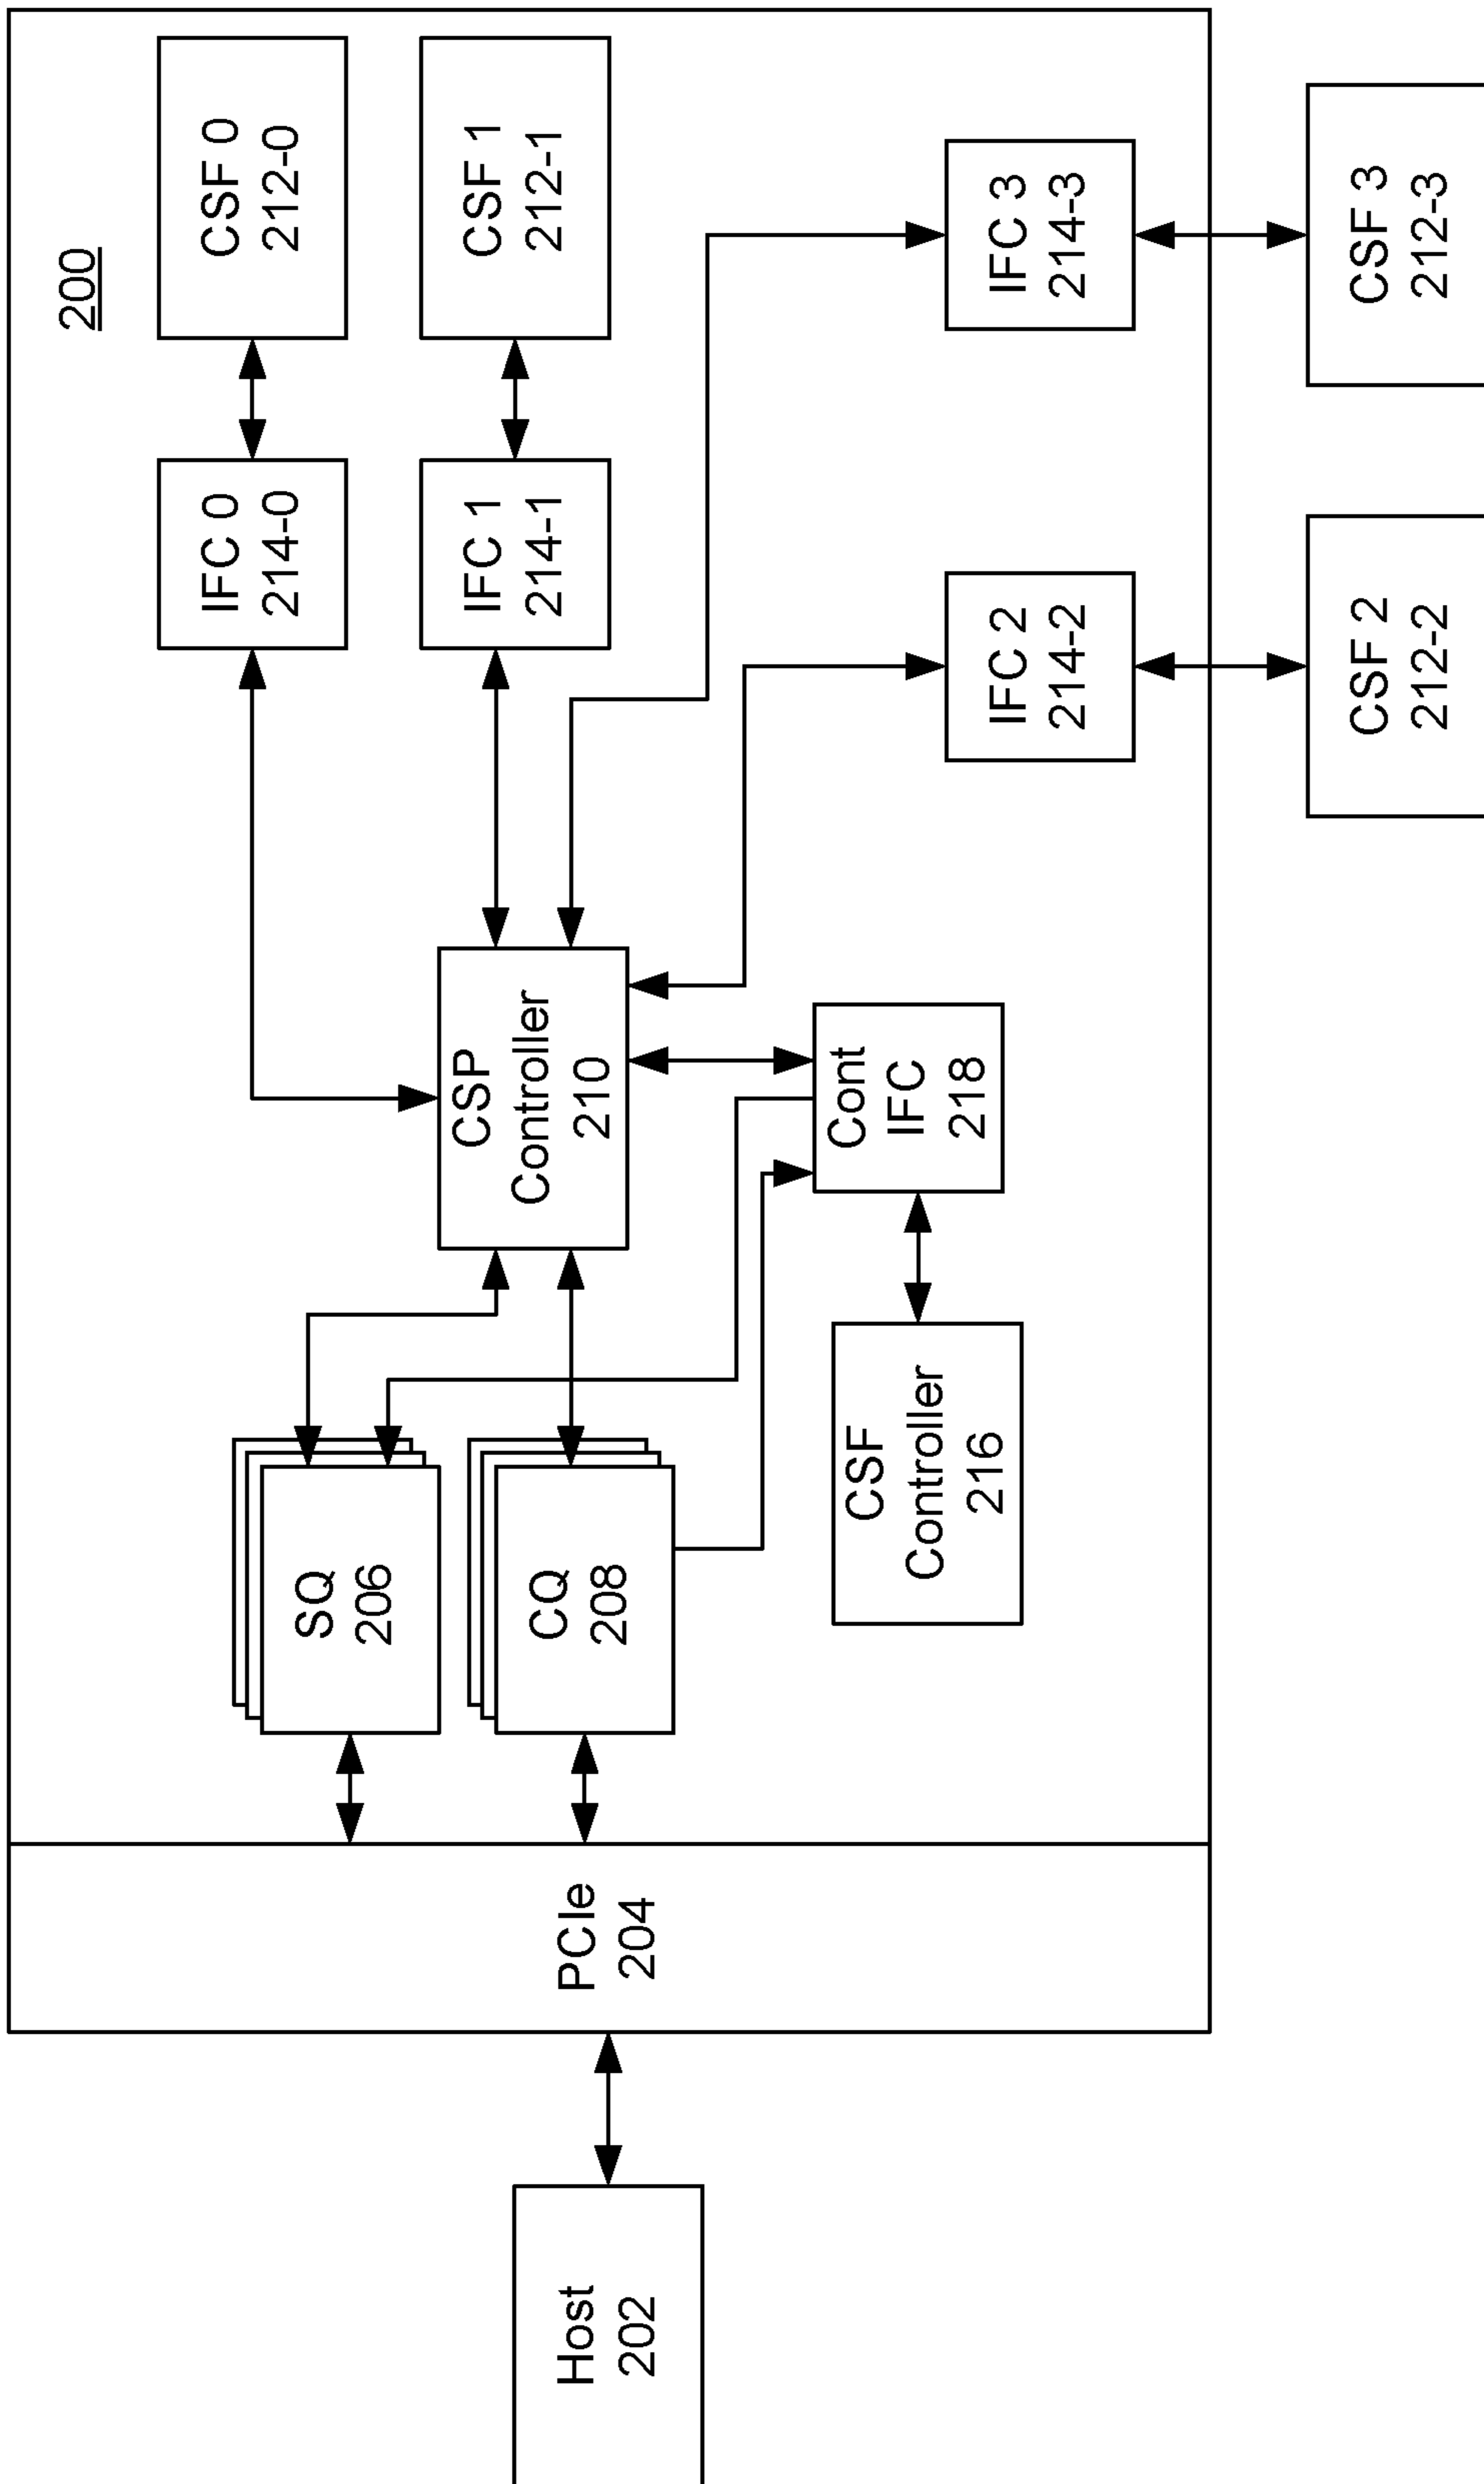 200
Host
202
PCIe
204
SQ
206
CQ
208
CSP
Controller
210
CSF
Controller
216
Cont
IFC
218
IFC 0
214-0
CSF 0
212-0
IFC 1
214-1
CSF 1
212-1
IFC 2
214-2
IFC 3
214-3
CSF 2
212-2
CSF 3
212-3